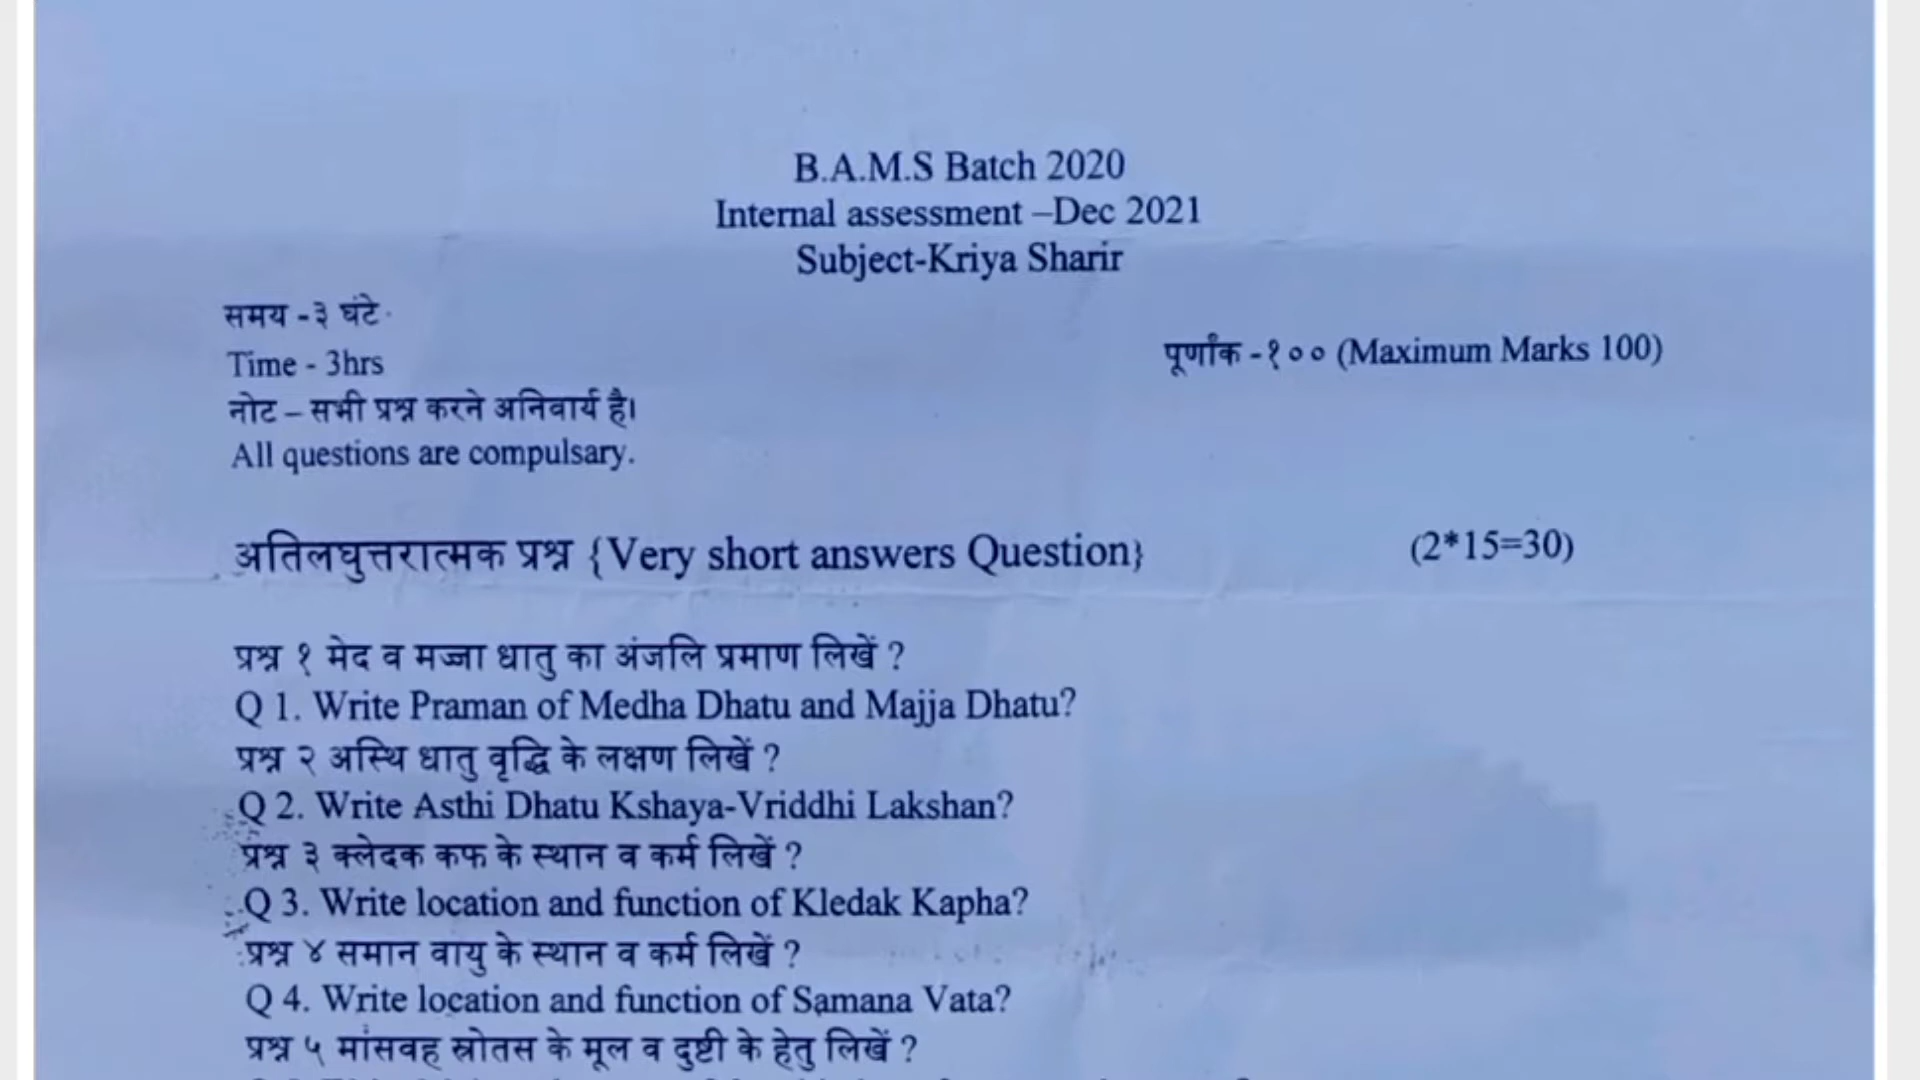 B.A.M.S Batch 2020
Internal assessment –Dec 2021
Subject-Kriya Sharir
समय -३ घंटे
Time - 3hrs
पूर्णांक -१०० (Maximum Marks 100)
नोट – सभी प्रश्न करने अनिवार्य है।
All questions are compulsary.
अतिलघुत्तरात्मक प्रश्न {Very short answers Question} (2*15=30)
प्रश्न १ मेद व मज्जा धातु का अंजलि प्रमाण लिखें ?
Q 1. Write Praman of Medha Dhatu and Majja Dhatu?
प्रश्न २ अस्थि धातु वृद्धि के लक्षण लिखें ?
Q 2. Write Asthi Dhatu Kshaya-Vriddhi Lakshan?
प्रश्न ३ क्लेदक कफ के स्थान व कर्म लिखें ?
Q 3. Write location and function of Kledak Kapha?
प्रश्न ४ समान वायु के स्थान व कर्म लिखें ?
Q 4. Write location and function of Samana Vata?
प्रश्न ५ मांसवह स्रोतस के मूल व दुष्टी के हेतु लिखें ?